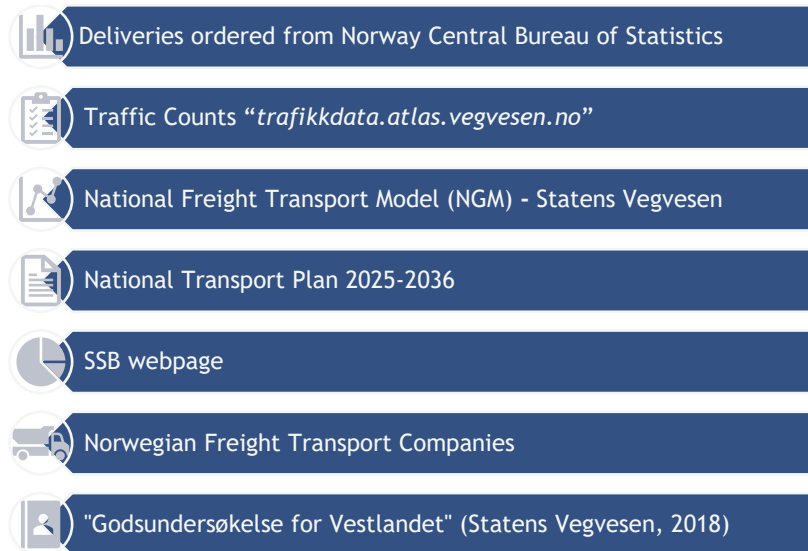 Deliveries ordered from Norway Central Bureau of Statistics
Traffic Counts “trafikkdata.atlas.vegvesen.no”
National Freight Transport Model (NGM) - Statens Vegvesen
National Transport Plan 2025-2036
SSB webpage
Norwegian Freight Transport Companies
"Godsundersøkelse for Vestlandet" (Statens Vegvesen, 2018)